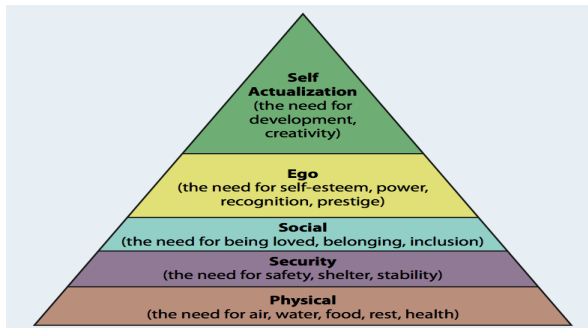 Self
Actualization
(the need for
development,
creativity)
Ego
(the need for self-esteem, power,
recognition, prestige)
Social
(the need for being loved, belonging, inclusion)
Security
(the need for safety, shelter, stability)
Physical
(the need for air, water, food, rest, health)